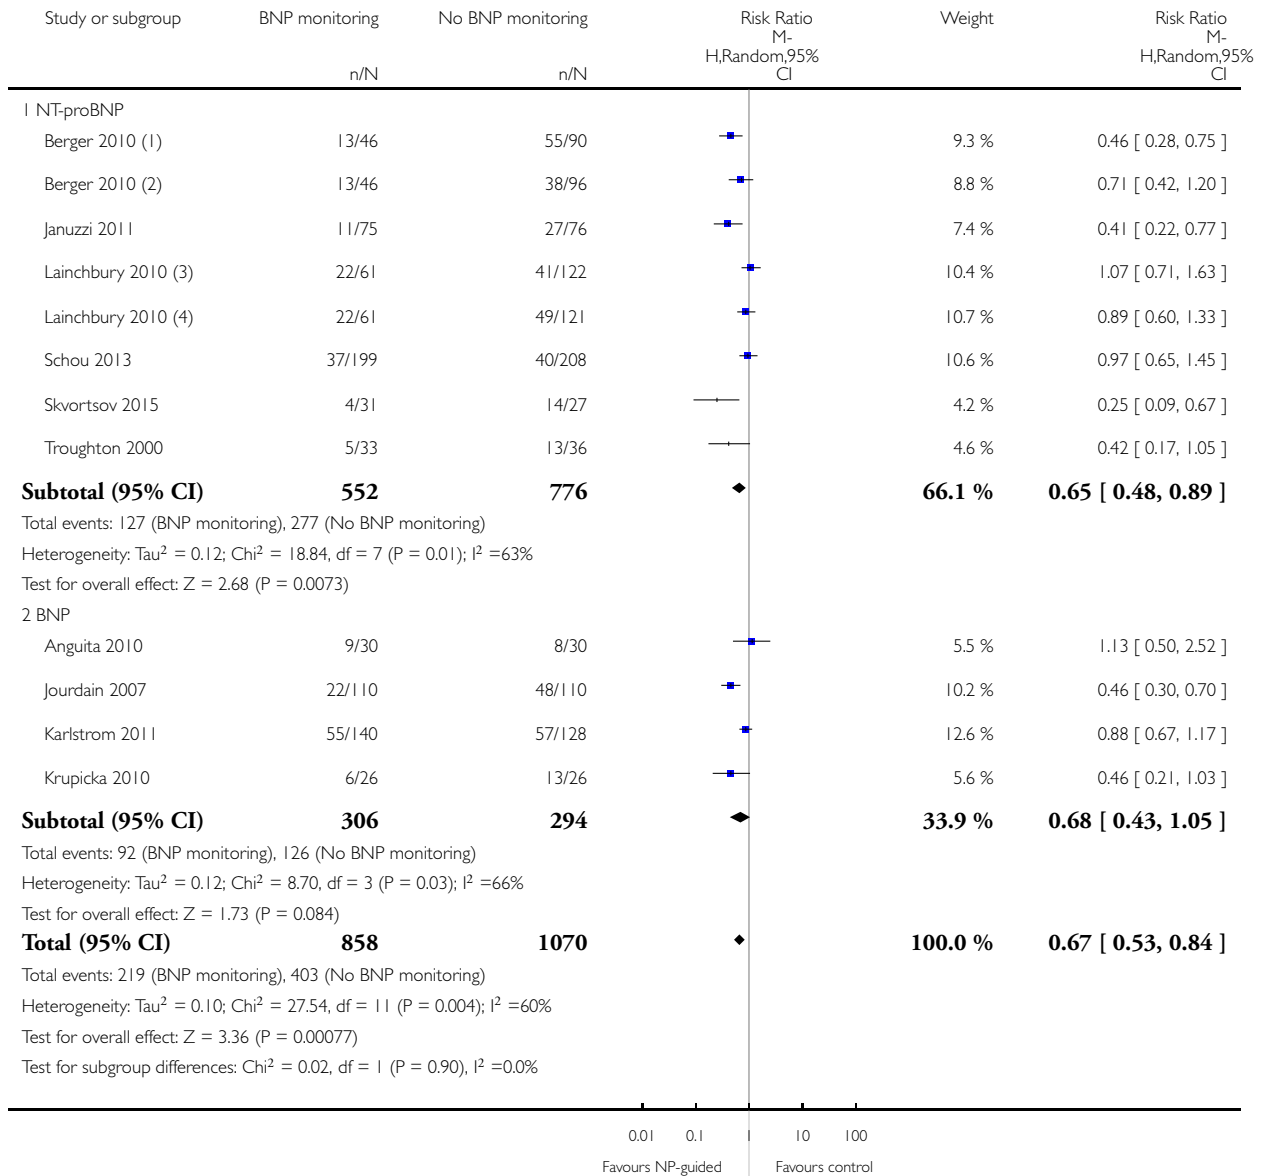 Study or subgroup BNP monitoring No BNP monitoring Risk Ratio Weight Risk Ratio
M- M-
H,Random,95% H,Random,95%
n/N n/N CI CI
1 NT-proBNP
Berger 2010 (1) 13/46 55/90 9.3 % 0.46 [ 0.28, 0.75 ]
Berger 2010 (2) 13/46 38/96 8.8 % 0.71 [ 0.42, 1.20 ]
Januzzi 2011 11/75 27/76 7.4 % 0.41 [ 0.22, 0.77 ]
Lainchbury 2010 (3) 22/61 41/122 10.4 % 1.07 [ 0.71, 1.63 ]
Lainchbury 2010 (4) 22/61 49/121 10.7 % 0.89 [ 0.60, 1.33 ]
Schou 2013 37/199 40/208 10.6 % 0.97 [ 0.65, 1.45 ]
Skvortsov 2015 4/31 14/27 4.2 % 0.25 [ 0.09, 0.67 ]
Troughton 2000 5/33 13/36 4.6 % 0.42 [ 0.17, 1.05 ]
Subtotal (95% CI) 552 776 66.1 % 0.65 [ 0.48, 0.89 ]
Total events: 127 (BNP monitoring), 277 (No BNP monitoring)
Heterogeneity: Tau² = 0.12; Chi² = 18.84, df = 7 (P = 0.01); I² =63%
Test for overall effect: Z = 2.68 (P = 0.0073)
2 BNP
Anguita 2010 9/30 8/30 5.5 % 1.13 [ 0.50, 2.52 ]
Jourdain 2007 22/110 48/110 10.2 % 0.46 [ 0.30, 0.70 ]
Karlstrom 2011 55/140 57/128 12.6 % 0.88 [ 0.67, 1.17 ]
Krupicka 2010 6/26 13/26 5.6 % 0.46 [ 0.21, 1.03 ]
Subtotal (95% CI) 306 294 33.9 % 0.68 [ 0.43, 1.05 ]
Total events: 92 (BNP monitoring), 126 (No BNP monitoring)
Heterogeneity: Tau² = 0.12; Chi² = 8.70, df = 3 (P = 0.03); I² =66%
Test for overall effect: Z = 1.73 (P = 0.084)
Total (95% CI) 858 1070 100.0 % 0.67 [ 0.53, 0.84 ]
Total events: 219 (BNP monitoring), 403 (No BNP monitoring)
Heterogeneity: Tau² = 0.10; Chi² = 27.54, df = 11 (P = 0.004); I² =60%
Test for overall effect: Z = 3.36 (P = 0.00077)
Test for subgroup differences: Chi² = 0.02, df = 1 (P = 0.90), I² =0.0%
0.01 0.1 1 10 100
Favours NP-guided Favours control